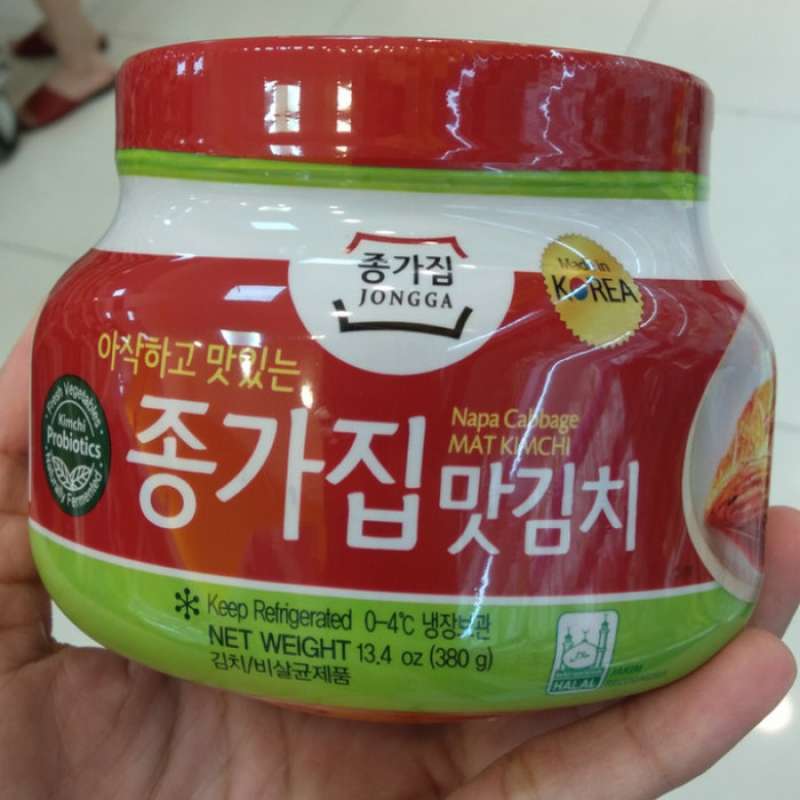 종가집
JONGGA
Made in
KOREA
아삭하고 맛있는
Fresh Vegetables
Kimchi
Probiotics
Naturally Fermented
Napa Cabbage
MAT KIMCHI
종가집 맛김치
Keep Refrigerated 0~4℃ 냉장보관
NET WEIGHT 13.4 oz (380 g)
김치/비살균제품
HALAL
JAKIM